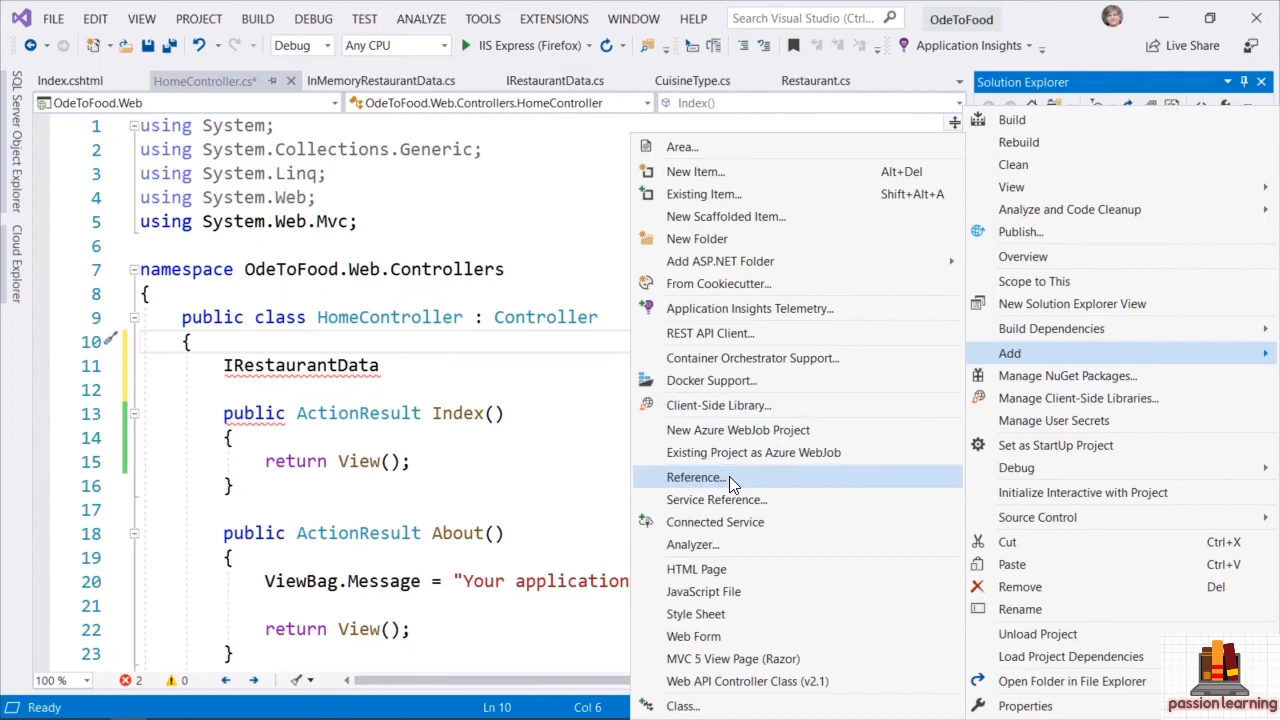 FILE EDIT VIEW PROJECT BUILD DEBUG TEST ANALYZE TOOLS EXTENSIONS WINDOW HELP Search Visual Studio (Ctrl... OdeToFood
Debug Any CPU IIS Express (Firefox) Application Insights Live Share
Index.cshtml HomeController.cs* InMemoryRestaurantData.cs IRestaurantData.cs CuisineType.cs Restaurant.cs
Solution Explorer
OdeToFood.Web OdeToFood.Web.Controllers.HomeController Index()
SQL Server Object Explorer
Cloud Explorer
1 using System;
2 using System.Collections.Generic;
3 using System.Linq;
4 using System.Web;
5 using System.Web.Mvc;
6
7 namespace OdeToFood.Web.Controllers
8 {
9 public class HomeController : Controller
10 {
11 IRestaurantData
12
13 public ActionResult Index()
14 {
15 return View();
16 }
17
18 public ActionResult About()
19 {
20 ViewBag.Message = "Your application
21
22 return View();
23 }
Area...
New Item... Alt+Del
Existing Item... Shift+Alt+A
New Scaffolded Item...
New Folder
Add ASP.NET Folder
From Cookiecutter...
Application Insights Telemetry...
REST API Client...
Container Orchestrator Support...
Docker Support...
Client-Side Library...
New Azure WebJob Project
Existing Project as Azure WebJob
Reference...
Service Reference...
Connected Service
Analyzer...
HTML Page
JavaScript File
Style Sheet
Web Form
MVC 5 View Page (Razor)
Web API Controller Class (v2.1)
Class...
Build
Rebuild
Clean
View
Analyze and Code Cleanup
Publish...
Overview
Scope to This
New Solution Explorer View
Build Dependencies
Add
Manage NuGet Packages...
Manage Client-Side Libraries...
Manage User Secrets
Set as StartUp Project
Debug
Initialize Interactive with Project
Source Control
Cut Ctrl+X
Paste Ctrl+V
Remove Del
Rename
Unload Project
Load Project Dependencies
Open Folder in File Explorer
Properties
100 % 2 0
Ready Ln 10 Col 6
passion learning